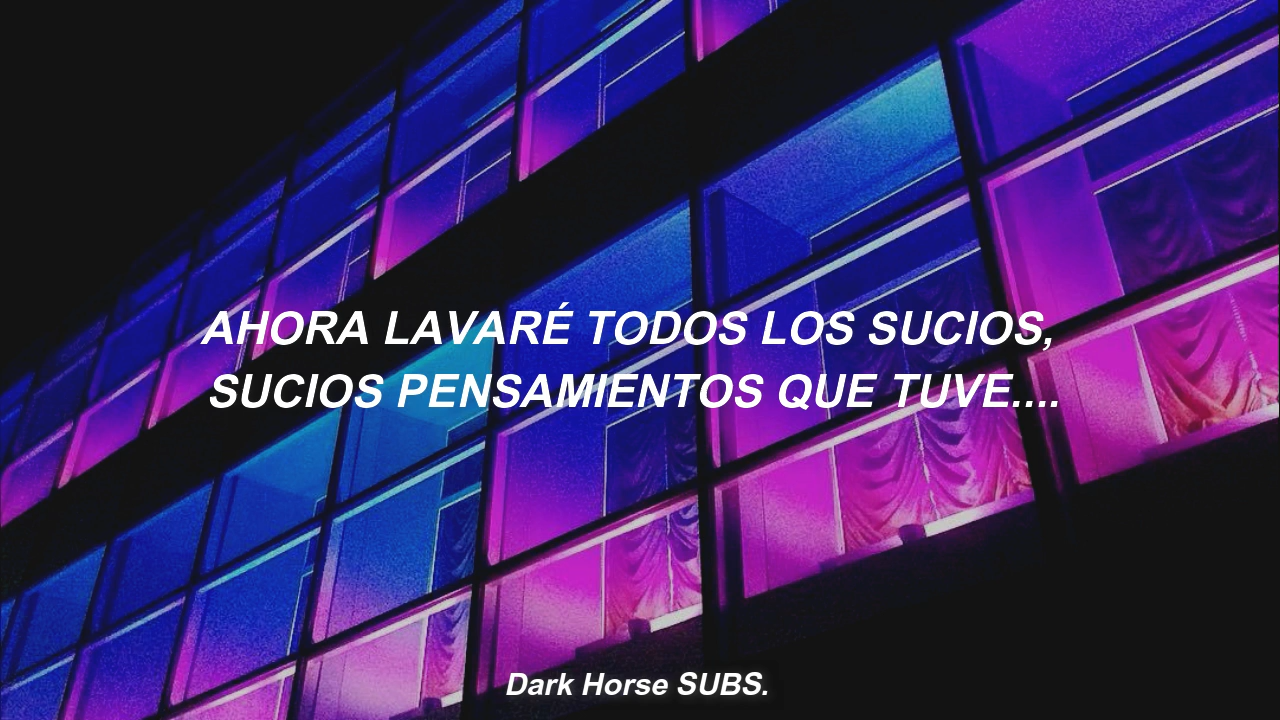 AHORA LAVARÉ TODOS LOS SUCIOS,
SUCIOS PENSAMIENTOS QUE TUVE....
Dark Horse SUBS.